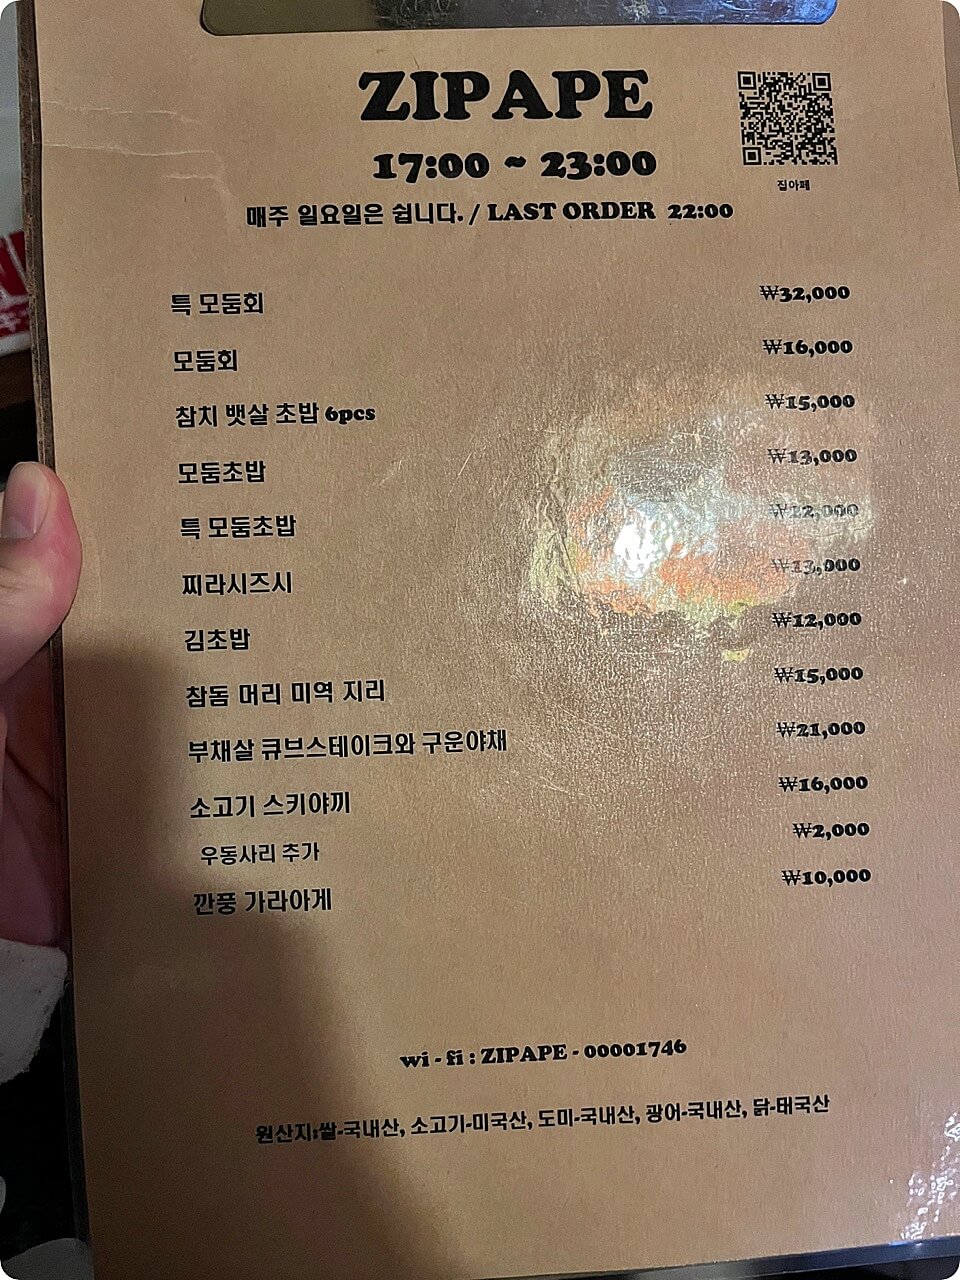 ZIPAPE
집아페
17:00 ~ 23:00
매주 일요일은 쉽니다. / LAST ORDER 22:00
특 모둠회 ₩32,000
모둠회 ₩16,000
참치 뱃살 초밥 6pcs ₩15,000
모둠초밥 ₩13,000
특 모둠초밥
찌라시즈시 ₩13,000
김초밥 ₩12,000
참돔 머리 미역 지리 ₩15,000
부채살 큐브스테이크와 구운야채 ₩21,000
소고기 스키야끼 ₩16,000
우동사리 추가 ₩2,000
깐풍 가라아게 ₩10,000
wi - fi : ZIPAPE - 00001746
원산지:쌀-국내산, 소고기-미국산, 도미-국내산, 광어-국내산, 닭-태국산